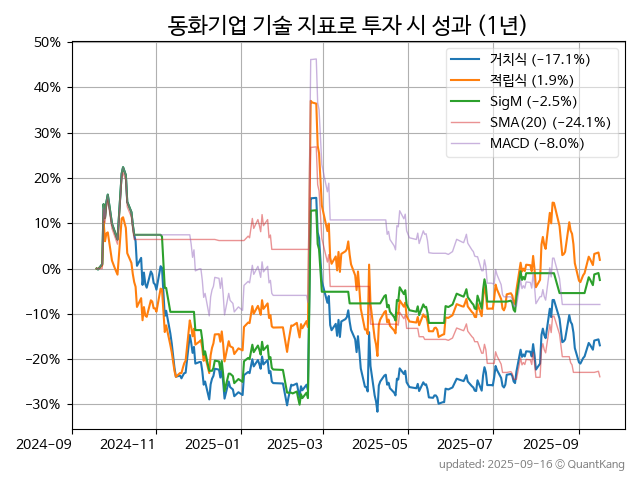 동화기업 기술 지표로 투자 시 성과 (1년)
50%
40%
30%
20%
10%
0%
-10%
-20%
-30%
거치식 (-17.1%)
적립식 (1.9%)
SigM (-2.5%)
SMA(20) (-24.1%)
MACD (-8.0%)
2024-09 2024-11 2025-01 2025-03 2025-05 2025-07 2025-09
updated: 2025-09-16 © QuantKang